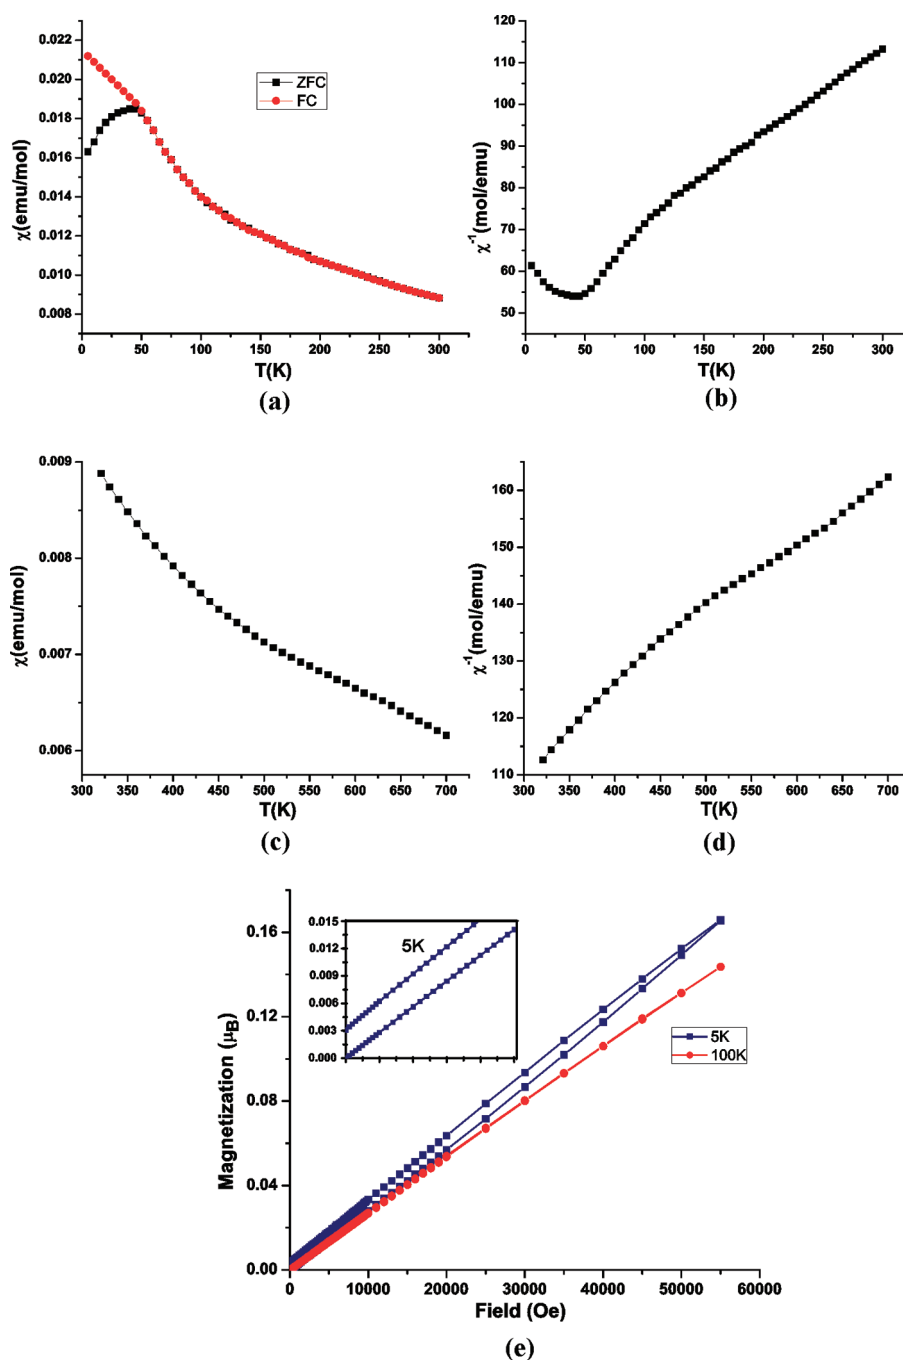 0.022
0.020
0.018
0.016
0.014
0.012
0.010
0.008
χ(emu/mol)
ZFC
FC
0 50 100 150 200 250 300
T(K)
(a)
120
110
100
90
80
70
60
50
χ-1(mol/emu)
0 50 100 150 200 250 300
T(K)
(b)
0.009
0.008
0.007
0.006
χ(emu/mol)
300 350 400 450 500 550 600 650 700
T(K)
(c)
160
150
140
130
120
110
χ-1(mol/emu)
300 350 400 450 500 550 600 650 700
T(K)
(d)
0.16
0.12
0.08
0.04
0.00
Magnetization (μB)
0.015
0.012
0.009
0.006
0.003
0.000
5K
5K
100K
0 10000 20000 30000 40000 50000 60000
Field (Oe)
(e)